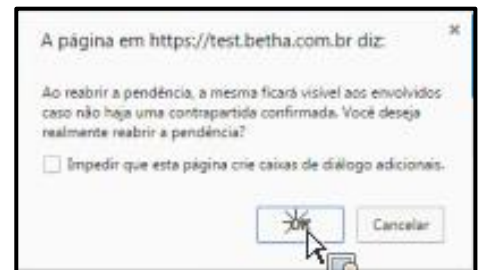 A página em https://test.betha.com.br diz:
Ao reabrir a pendência, a mesma ficará visível aos envolvidos
caso não haja uma contrapartida confirmada. Você deseja
realmente reabrir a pendência?
Impedir que esta página crie caixas de diálogo adicionais.
Cancelar